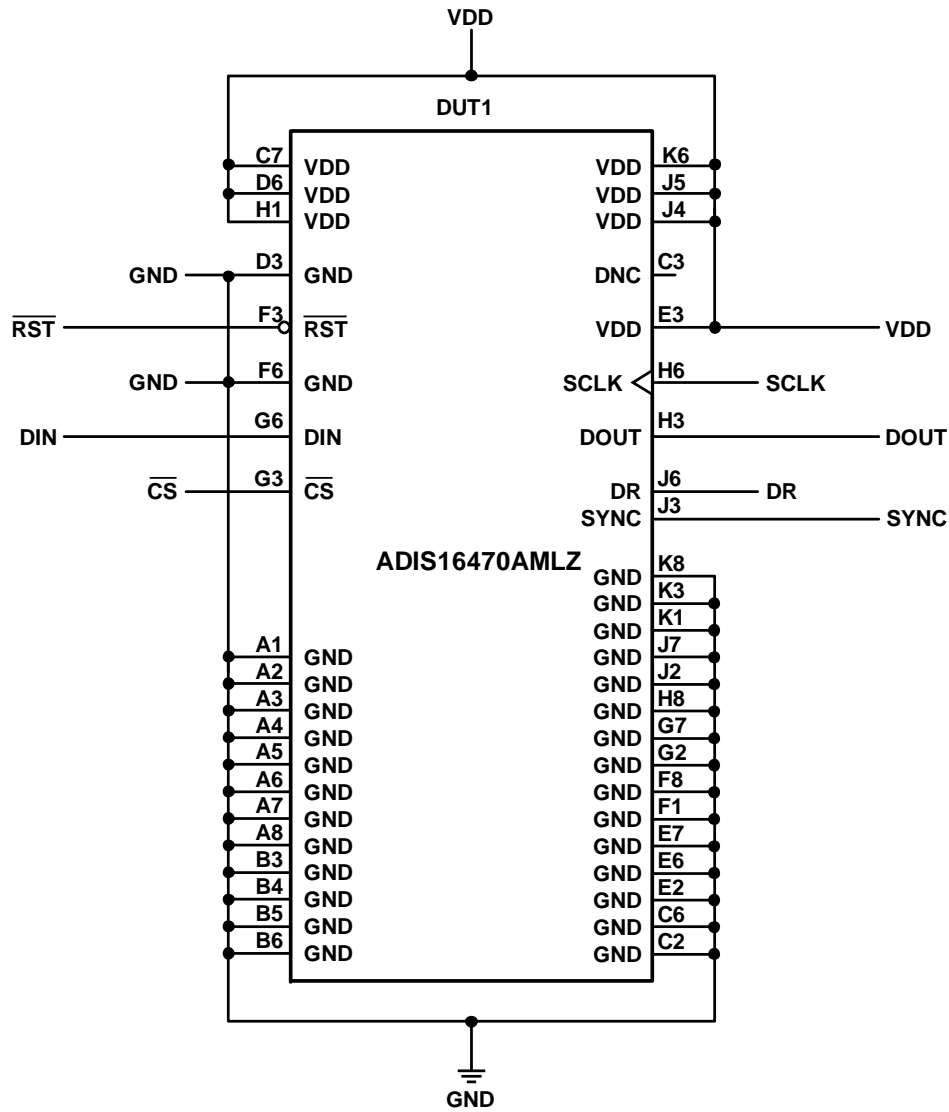 VDD
DUT1
C7 VDD VDD K6
D6 VDD VDD J5
H1 VDD VDD J4
GND D3 GND DNC C3
R̅S̅T̅ F3 R̅S̅T̅ VDD E3 VDD
GND F6 GND SCLK H6 SCLK
DIN G6 DIN DOUT H3 DOUT
C̅S̅ G3 C̅S̅ DR J6 DR
SYNC J3 SYNC
ADIS16470AMLZ
GND K8
GND K3
GND K1
A1 GND GND J7
A2 GND GND J2
A3 GND GND H8
A4 GND GND G7
A5 GND GND G2
A6 GND GND F8
A7 GND GND F1
A8 GND GND E7
B3 GND GND E6
B4 GND GND E2
B5 GND GND C6
B6 GND GND C2
GND